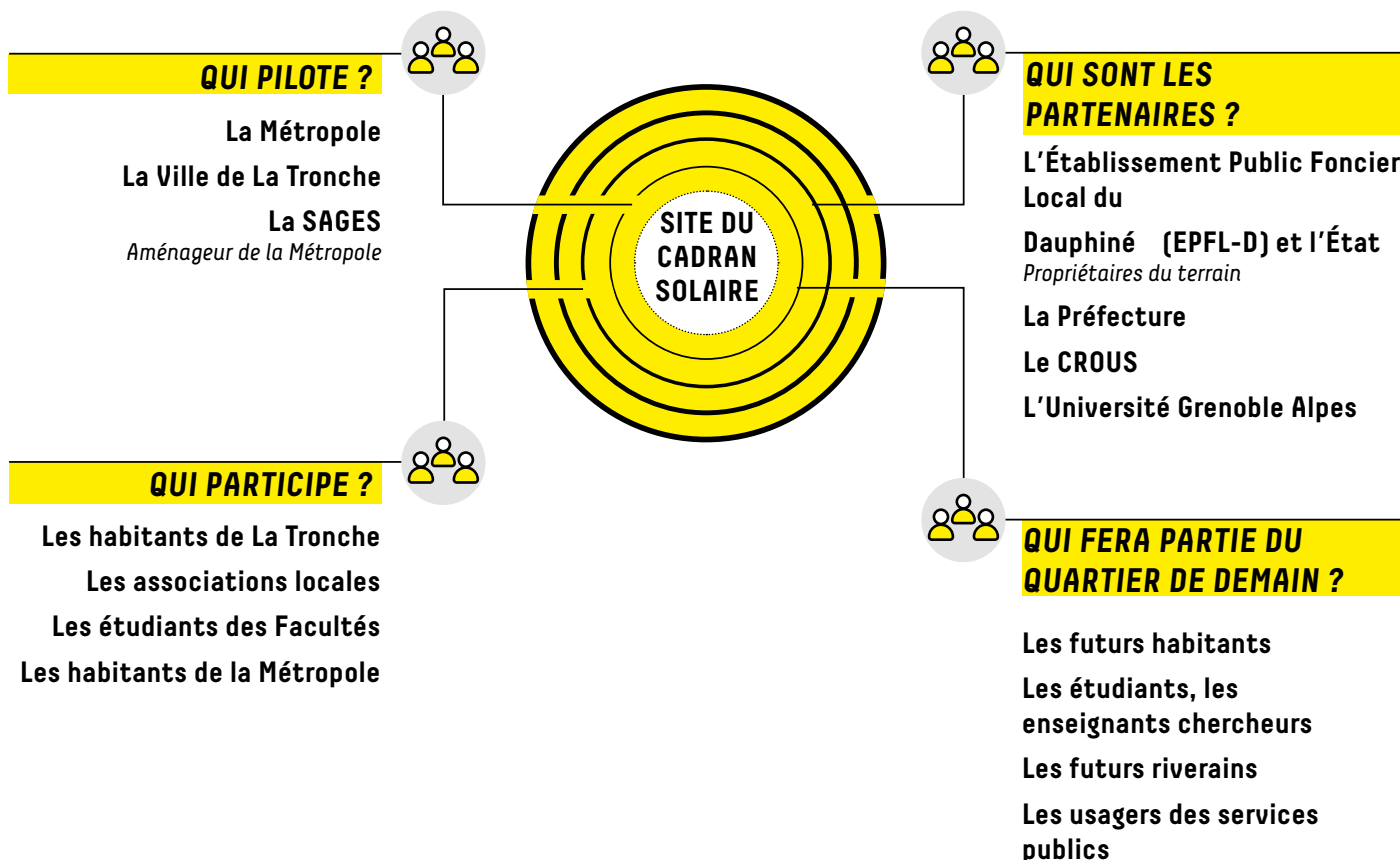 QUI PILOTE ?
La Métropole
La Ville de La Tronche
La SAGES
Aménageur de la Métropole
QUI SONT LES
PARTENAIRES ?
L'Établissement Public Foncier
Local du
Dauphiné (EPFL-D) et l'État
Propriétaires du terrain
La Préfecture
Le CROUS
L'Université Grenoble Alpes
SITE DU
CADRAN
SOLAIRE
QUI PARTICIPE ?
Les habitants de La Tronche
Les associations locales
Les étudiants des Facultés
Les habitants de la Métropole
QUI FERA PARTIE DU
QUARTIER DE DEMAIN ?
Les futurs habitants
Les étudiants, les
enseignants chercheurs
Les futurs riverains
Les usagers des services
publics